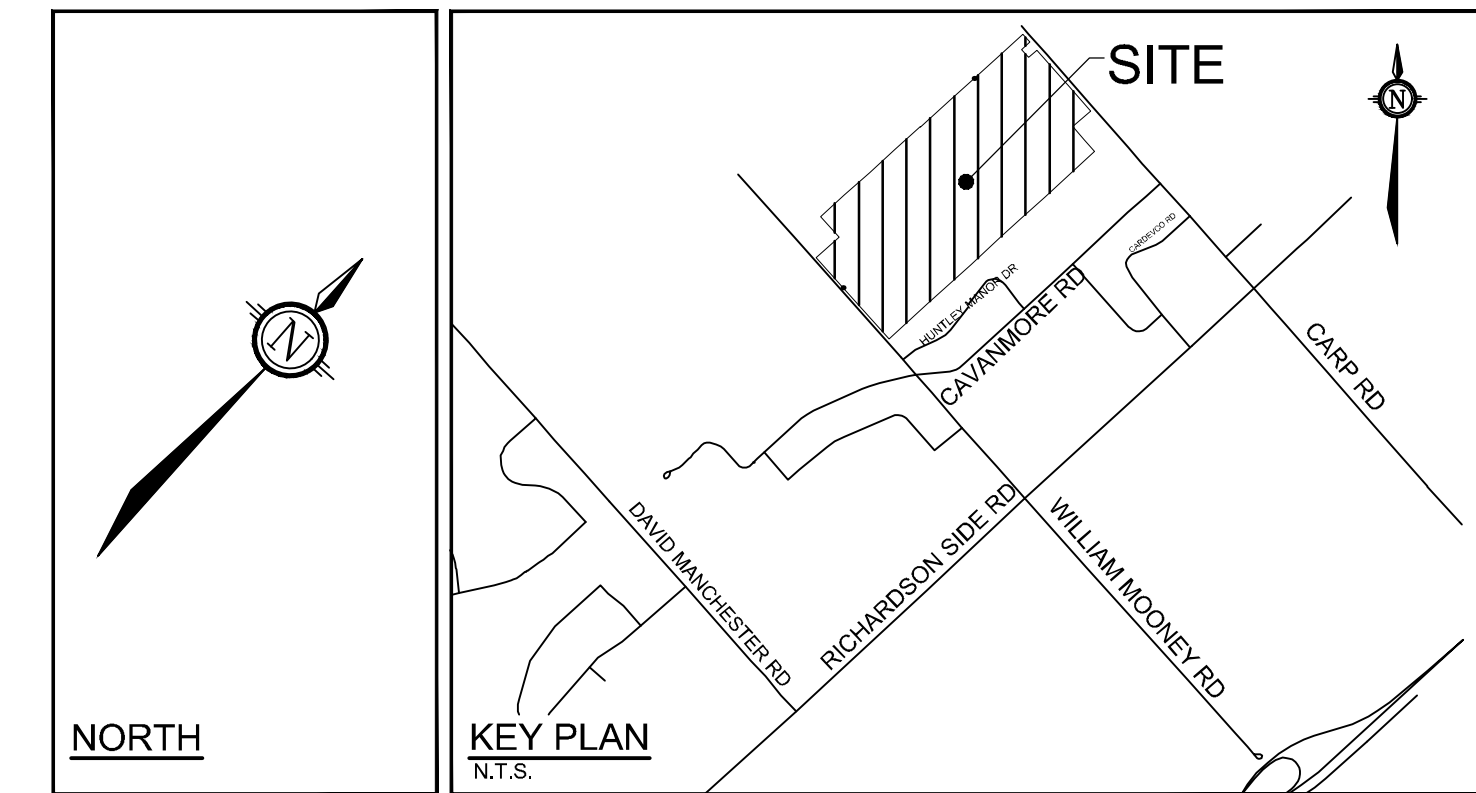 N
NORTH
SITE
N
HUNTLEY MANOR DR
CARDEVCO RD
CAVANMORE RD
CARP RD
DAVID MANCHESTER RD
RICHARDSON SIDE RD
WILLIAM MOONEY RD
KEY PLAN
N.T.S.